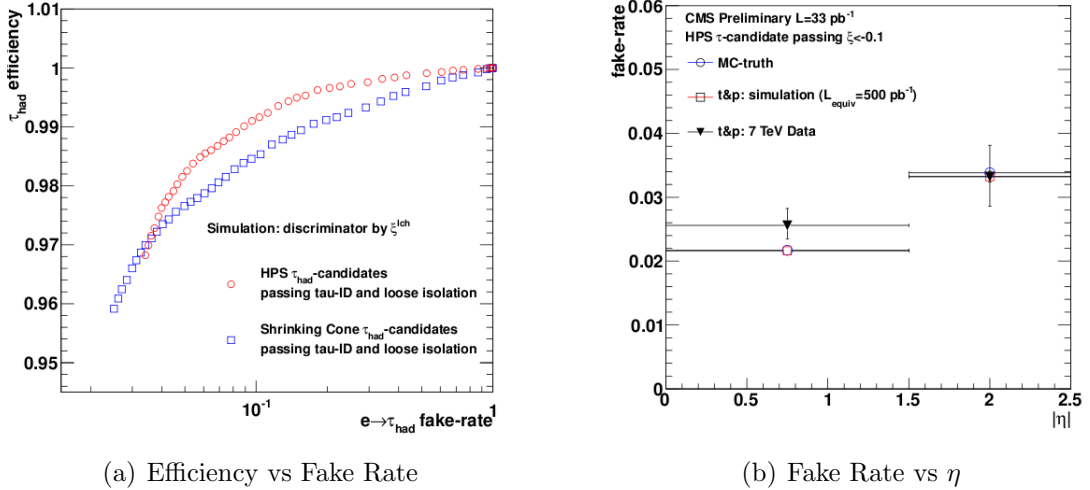 1.01
1
0.99
0.98
0.97
0.96
0.95
τhad efficiency
Simulation: discriminator by ξ^lch
HPS τhad-candidates
passing tau-ID and loose isolation
Shrinking Cone τhad-candidates
passing tau-ID and loose isolation
10^-1
1
e→τhad fake-rate
(a) Efficiency vs Fake Rate
0.06
0.05
0.04
0.03
0.02
0.01
0
fake-rate
CMS Preliminary L=33 pb^-1
HPS τ-candidate passing ξ<-0.1
MC-truth
t&p: simulation (Lequiv=500 pb^-1)
t&p: 7 TeV Data
0 0.5 1 1.5 2 2.5
|η|
(b) Fake Rate vs η